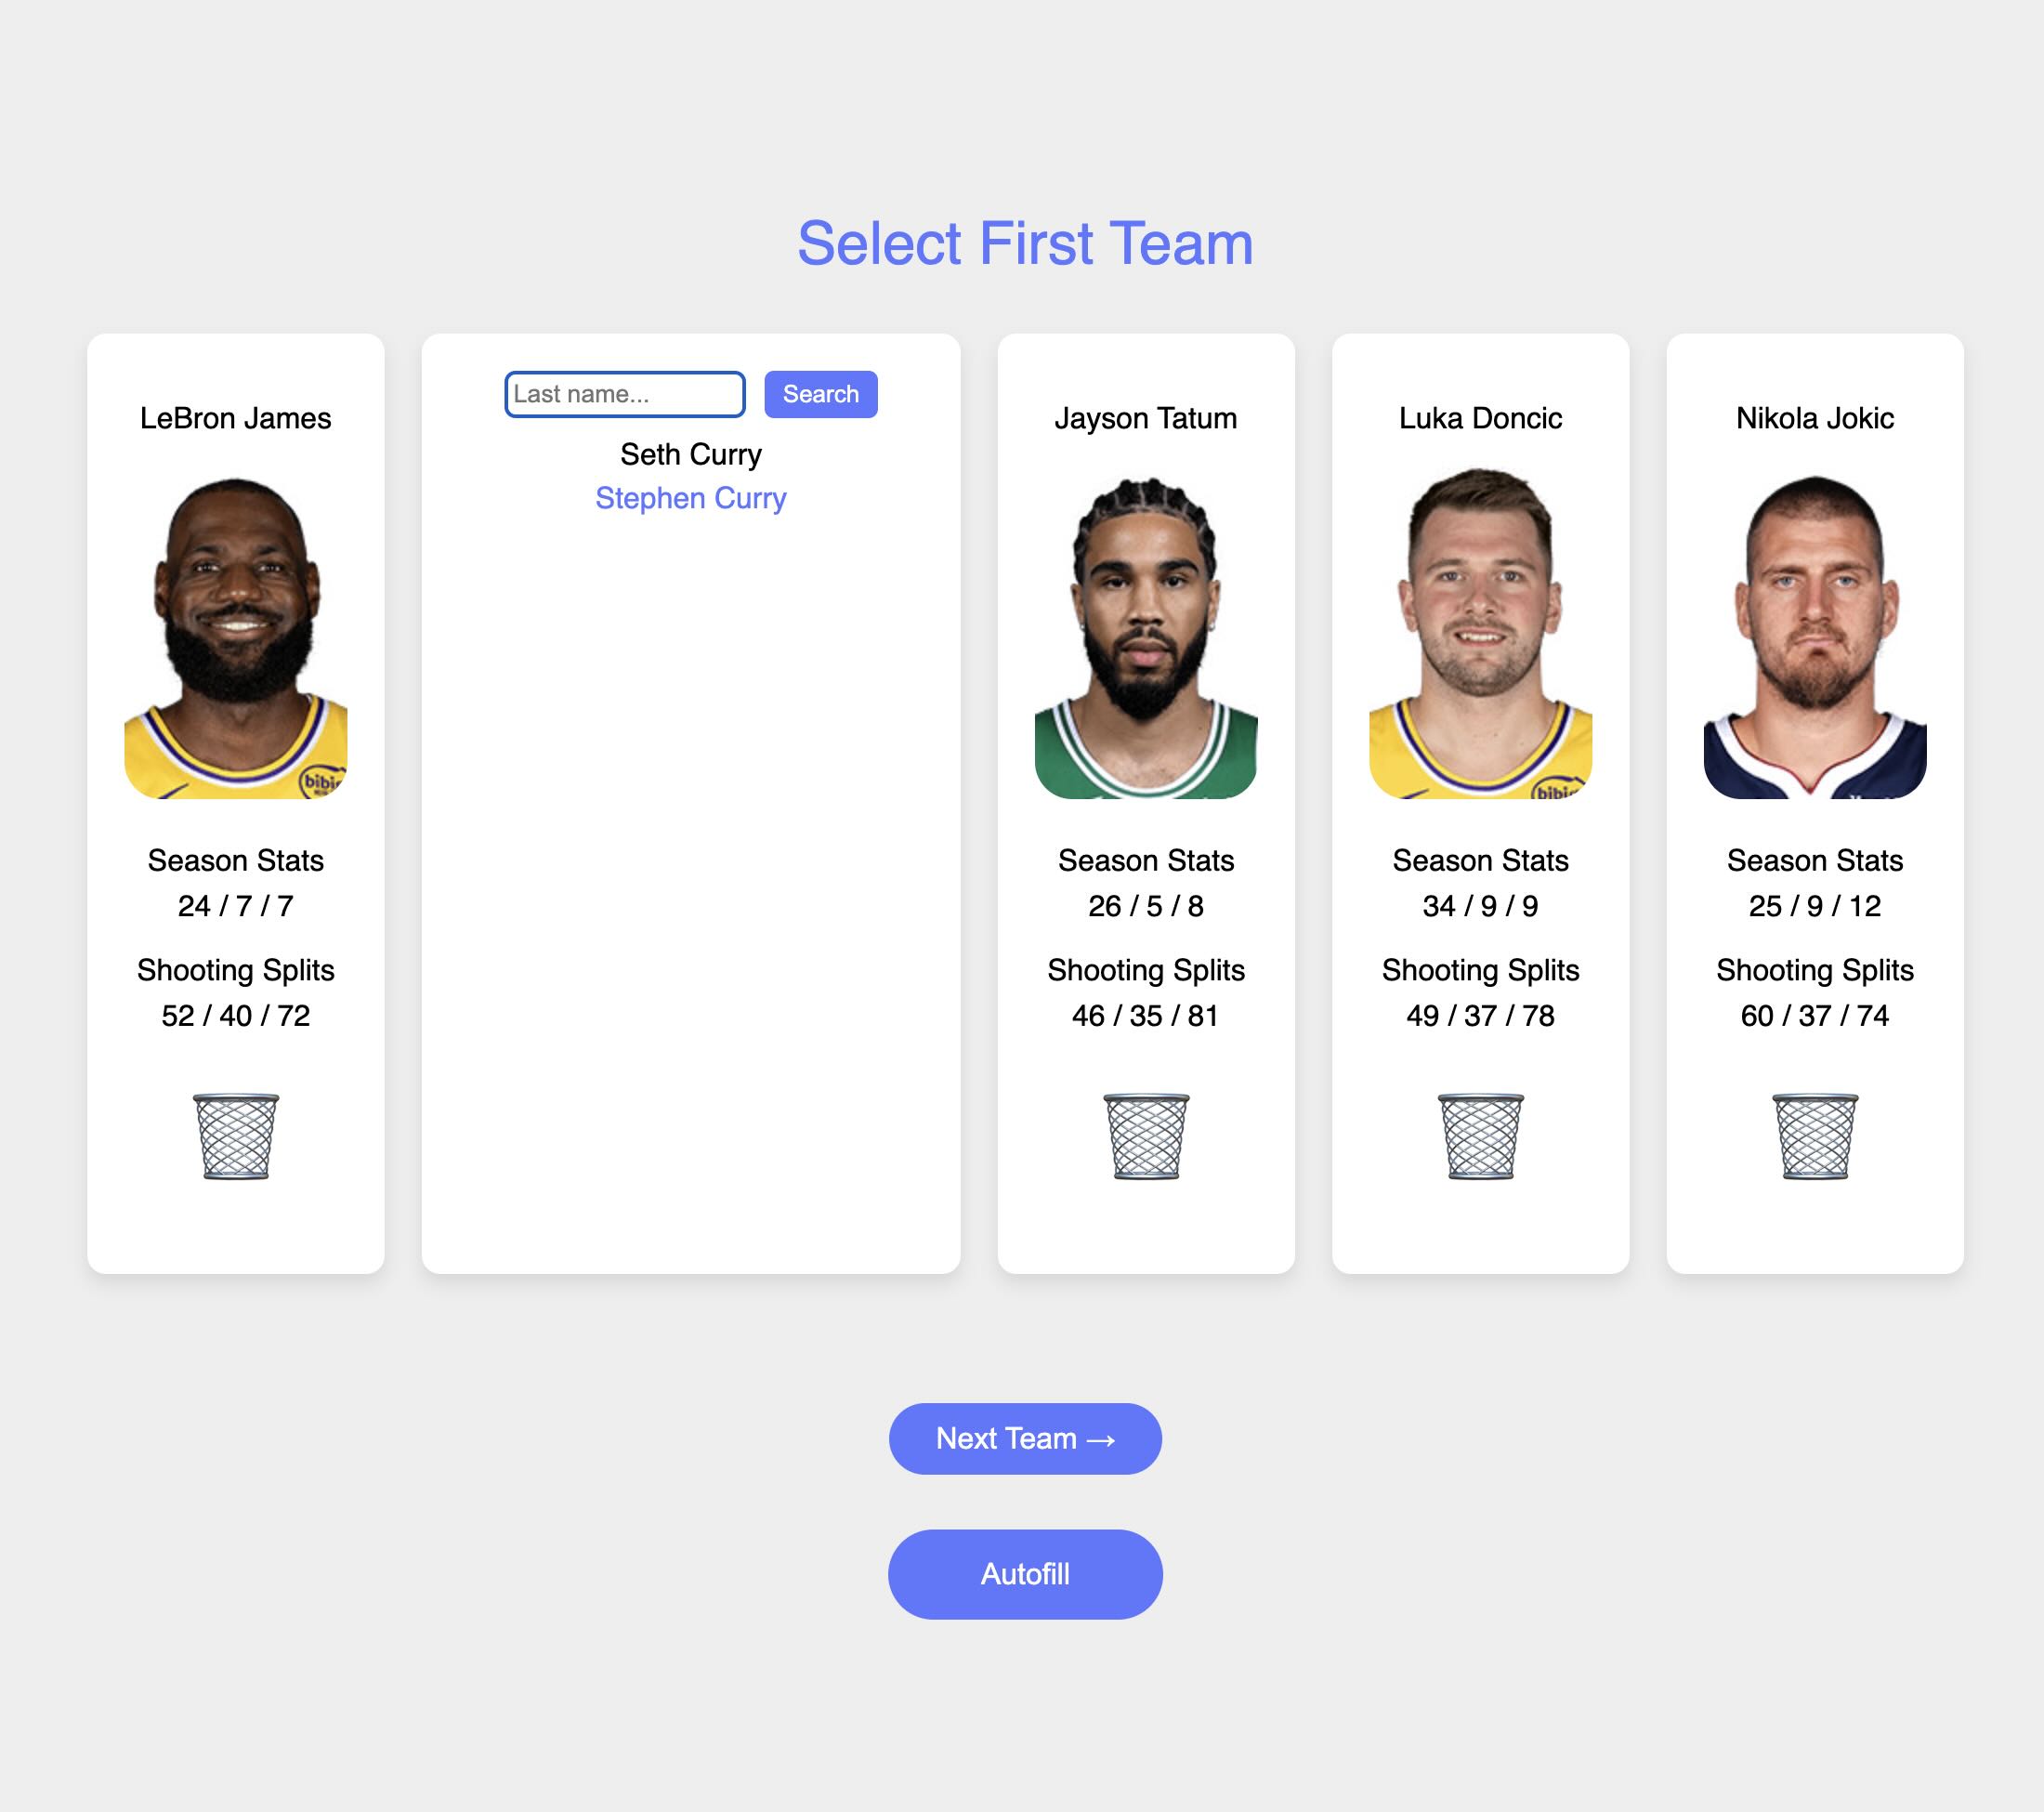 Select First Team
LeBron James
bibi
Season Stats
24 / 7 / 7
Shooting Splits
52 / 40 / 72
Last name...
Search
Seth Curry
Stephen Curry
Jayson Tatum
Season Stats
26 / 5 / 8
Shooting Splits
46 / 35 / 81
Luka Doncic
bibi
Season Stats
34 / 9 / 9
Shooting Splits
49 / 37 / 78
Nikola Jokic
Season Stats
25 / 9 / 12
Shooting Splits
60 / 37 / 74
Next Team →
Autofill